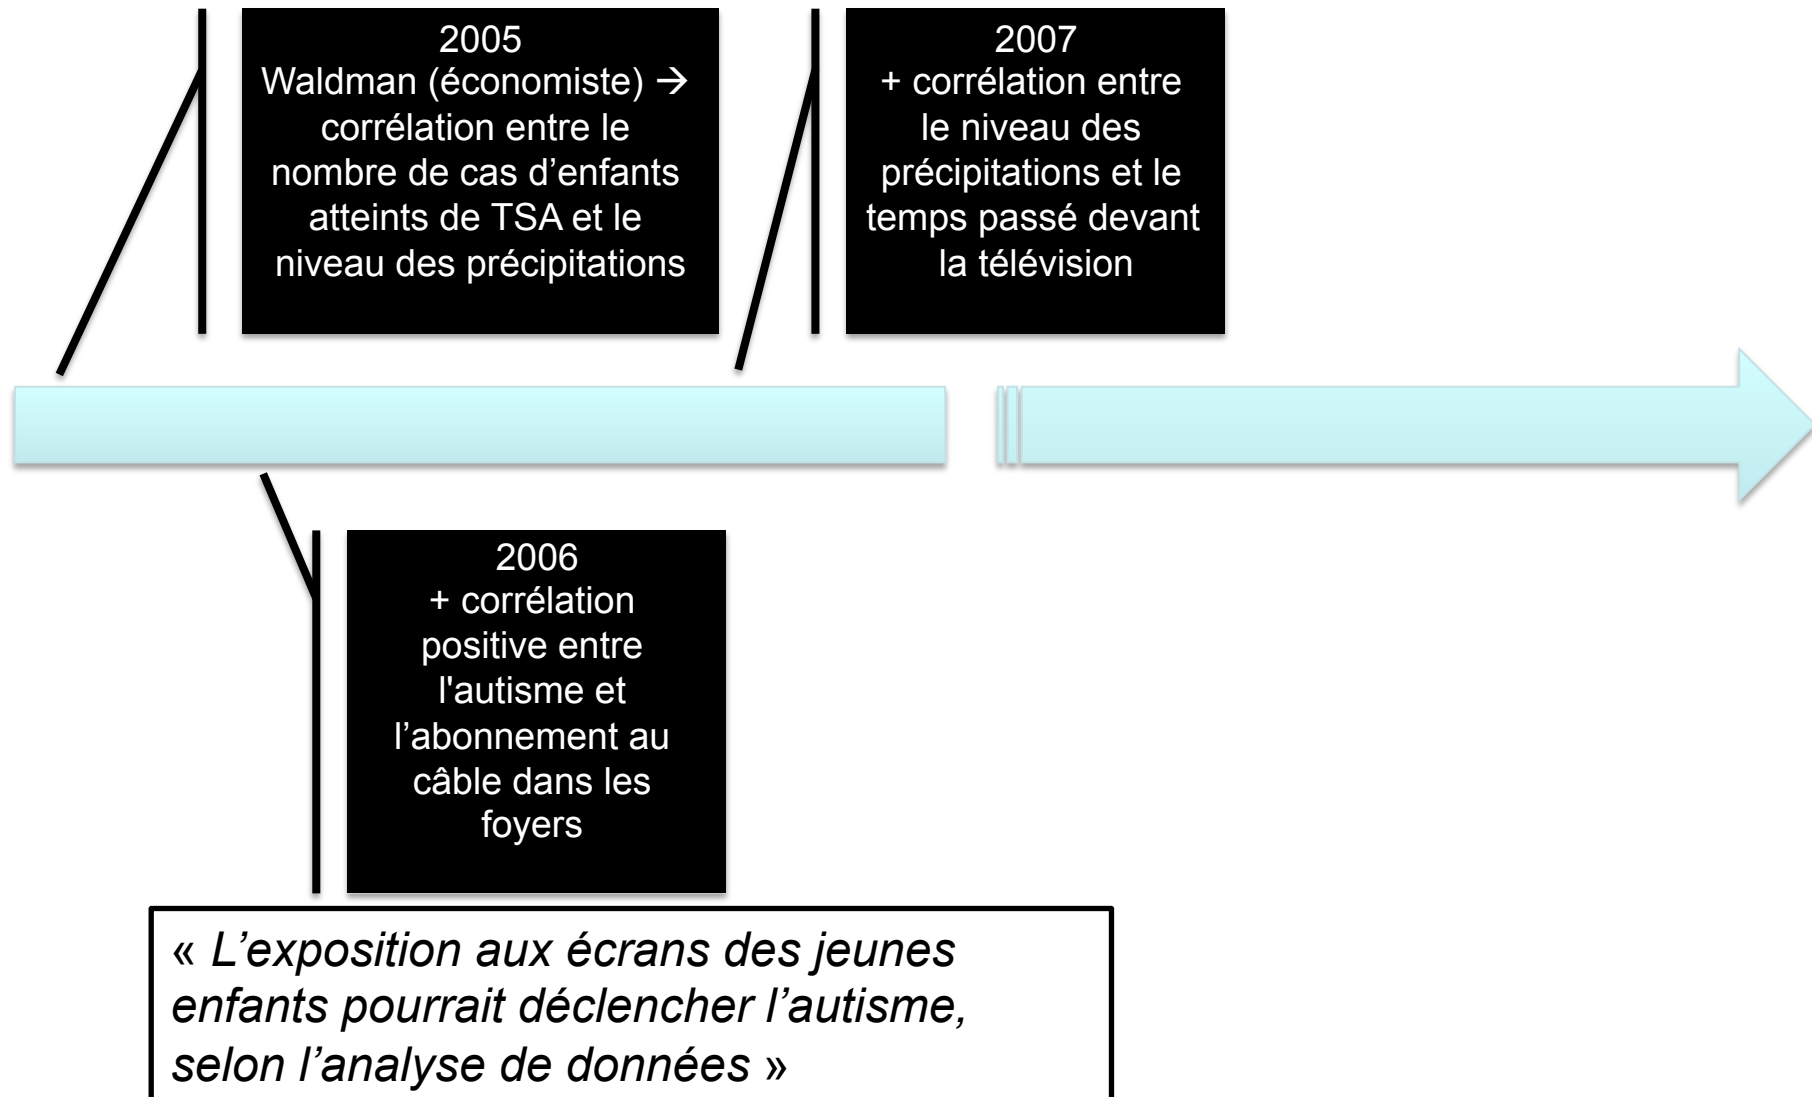 2005
Waldman (économiste) →
corrélation entre le
nombre de cas d’enfants
atteints de TSA et le
niveau des précipitations
2007
+ corrélation entre
le niveau des
précipitations et le
temps passé devant
la télévision
2006
+ corrélation
positive entre
l'autisme et
l’abonnement au
câble dans les
foyers
« L’exposition aux écrans des jeunes
enfants pourrait déclencher l’autisme,
selon l’analyse de données »